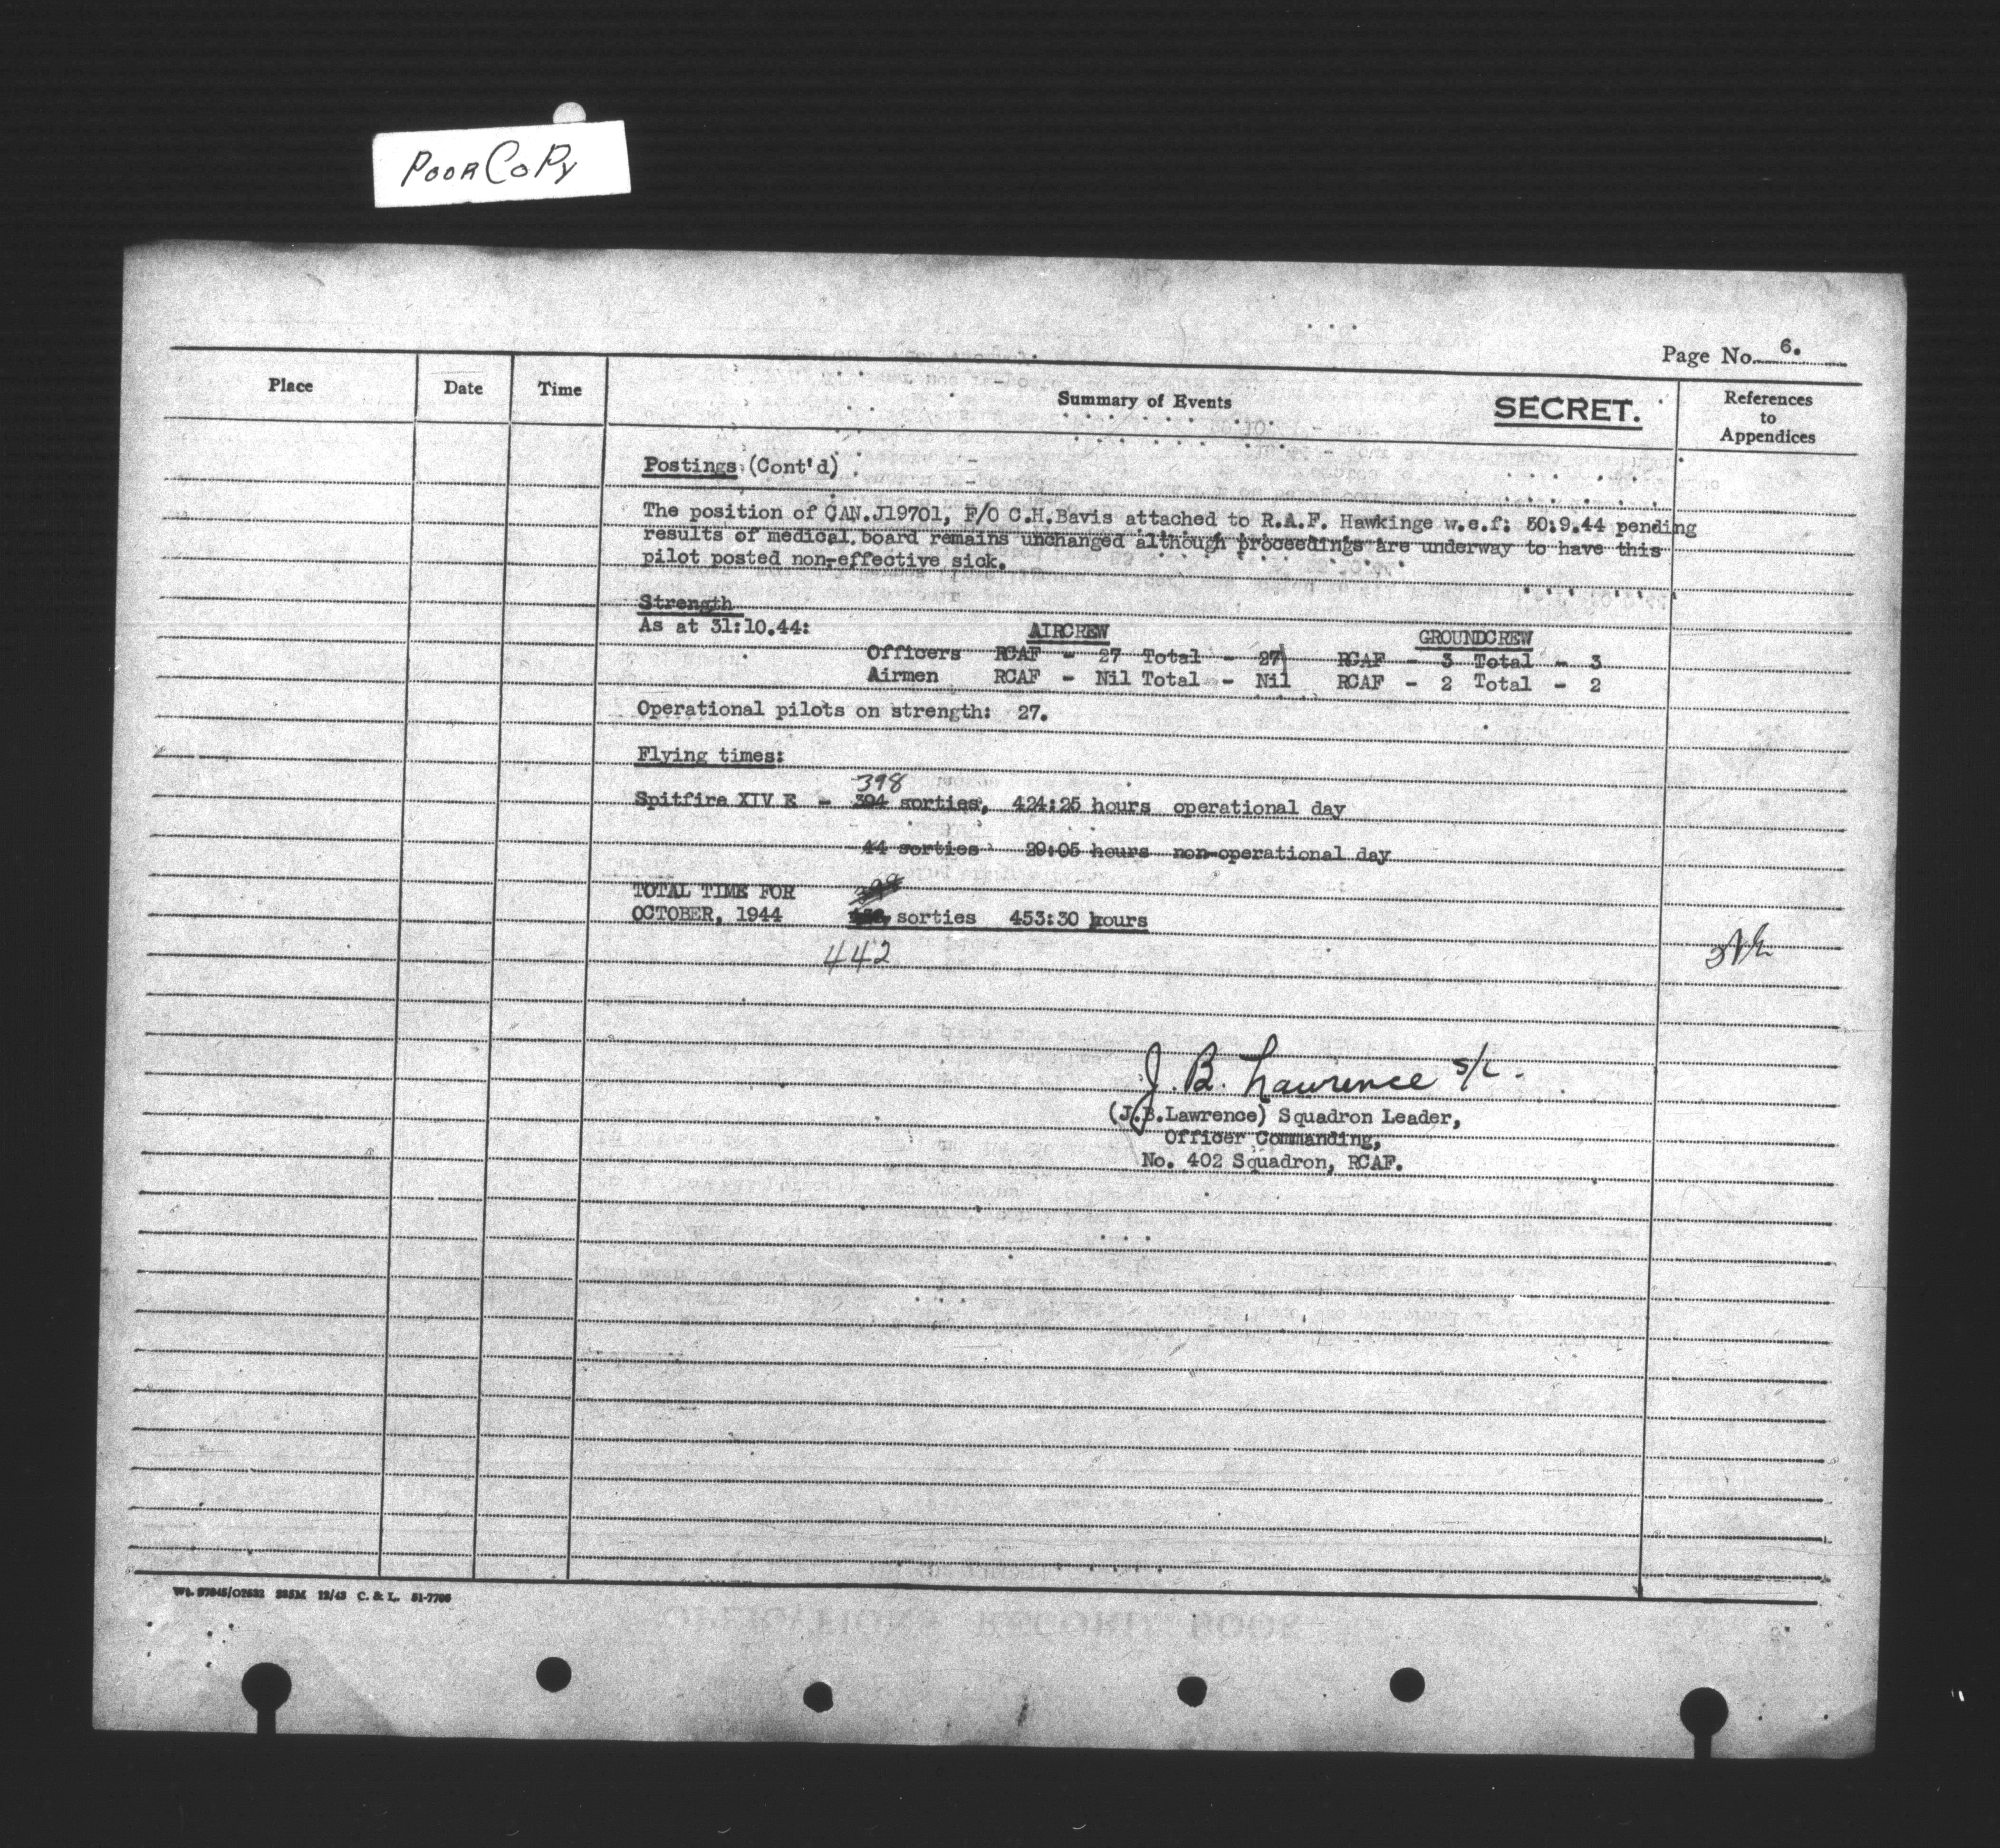 POOR COPY
Page No. 6.
Place Date Time Summary of Events SECRET. References to Appendices
Postings (Cont'd)
The position of CAN.J19701, F/O C.H.Bavis attached to R.A.F. Hawkinge w.e.f: 30:9.44 pending
results of medical board remains unchanged although proceedings are underway to have this
pilot posted non-effective sick.
Strength
As at 31:10.44:
AIRCREW GROUNDCREW
Officers RCAF - 27 Total - 27 RCAF - 3 Total - 3
Airmen RCAF - Nil Total - Nil RCAF - 2 Total - 2
Operational pilots on strength: 27.
Flying times:
398
Spitfire XIV E - 394 sorties, 424:25 hours operational day
44 sorties 29:05 hours non-operational day
TOTAL TIME FOR 398
OCTOBER, 1944 sorties 453:30 hours
442
J. B. Lawrence S/L.
(J.B.Lawrence) Squadron Leader,
Officer Commanding,
No. 402 Squadron, RCAF.
12/43 C. & L. 51-7706